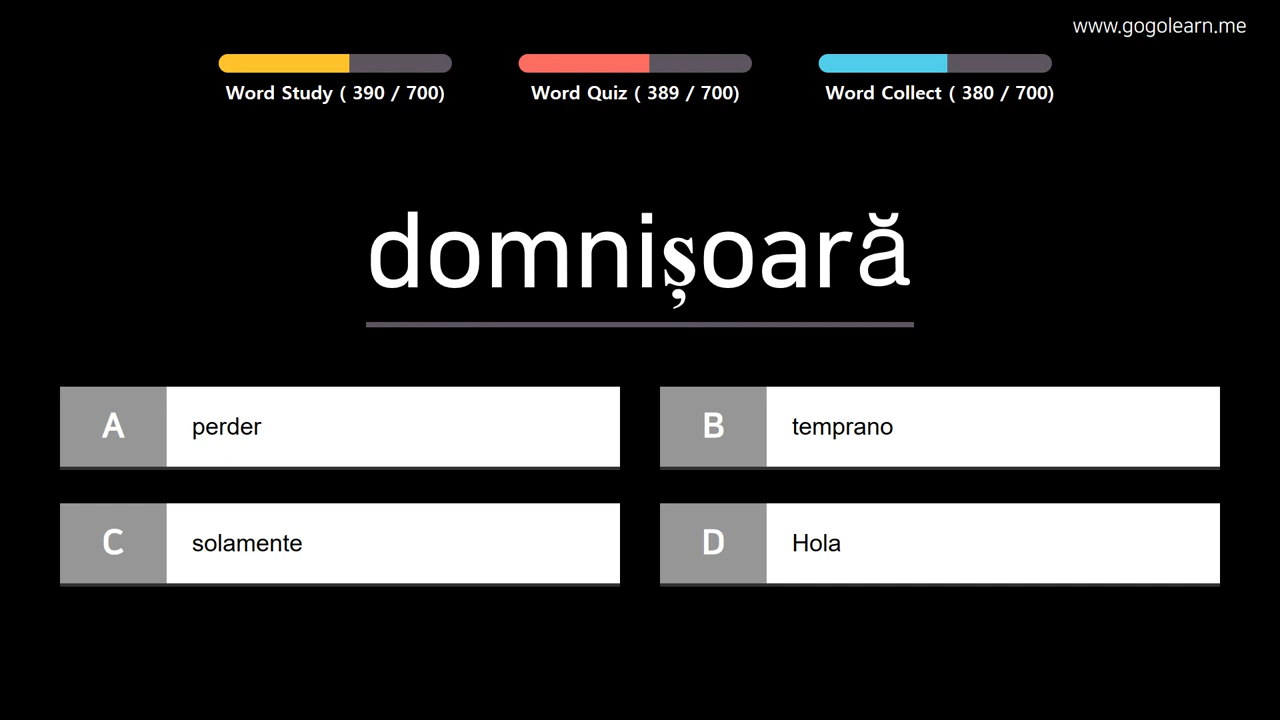 www.gogolearn.me
Word Study ( 390 / 700)
Word Quiz ( 389 / 700)
Word Collect ( 380 / 700)
domnișoară
A perder
B temprano
C solamente
D Hola